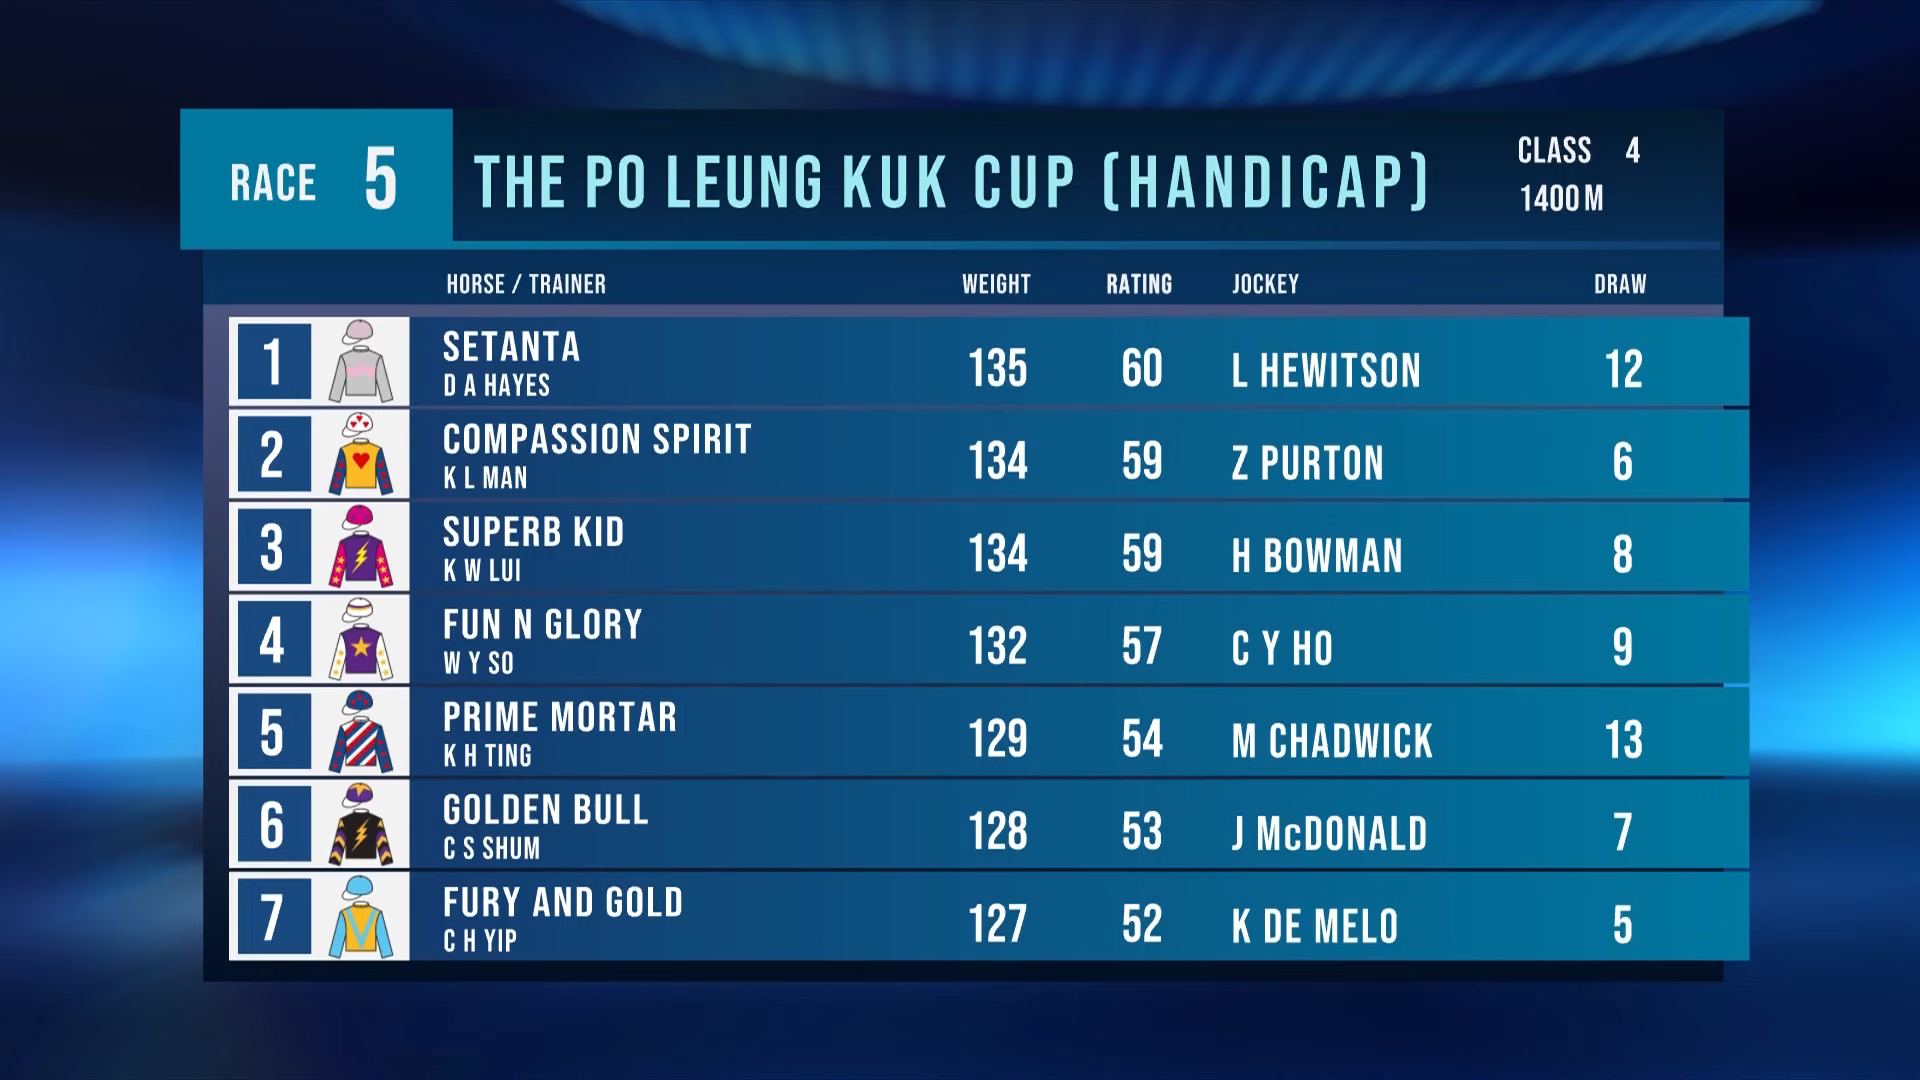 RACE 5 THE PO LEUNG KUK CUP (HANDICAP) CLASS 4
1400M
HORSE / TRAINER WEIGHT RATING JOCKEY DRAW
1 SETANTA 135 60 L HEWITSON 12
D A HAYES
2 COMPASSION SPIRIT 134 59 Z PURTON 6
K L MAN
3 SUPERB KID 134 59 H BOWMAN 8
K W LUI
4 FUN N GLORY 132 57 C Y HO 9
W Y SO
5 PRIME MORTAR 129 54 M CHADWICK 13
K H TING
6 GOLDEN BULL 128 53 J McDONALD 7
C S SHUM
7 FURY AND GOLD 127 52 K DE MELO 5
C H YIP